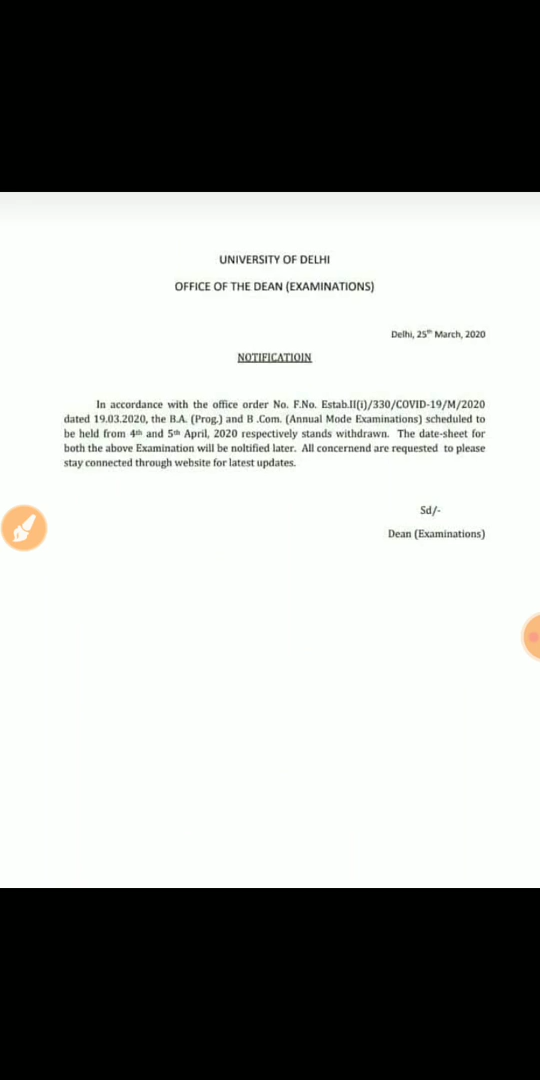 UNIVERSITY OF DELHI
OFFICE OF THE DEAN (EXAMINATIONS)
Delhi, 25th March, 2020
NOTIFICATIOIN
In accordance with the office order No. F.No. Estab.II(i)/330/COVID-19/M/2020
dated 19.03.2020, the B.A. (Prog.) and B .Com. (Annual Mode Examinations) scheduled to
be held from 4th and 5th April, 2020 respectively stands withdrawn. The date-sheet for
both the above Examination will be noltified later. All concernend are requested to please
stay connected through website for latest updates.
Sd/-
Dean (Examinations)